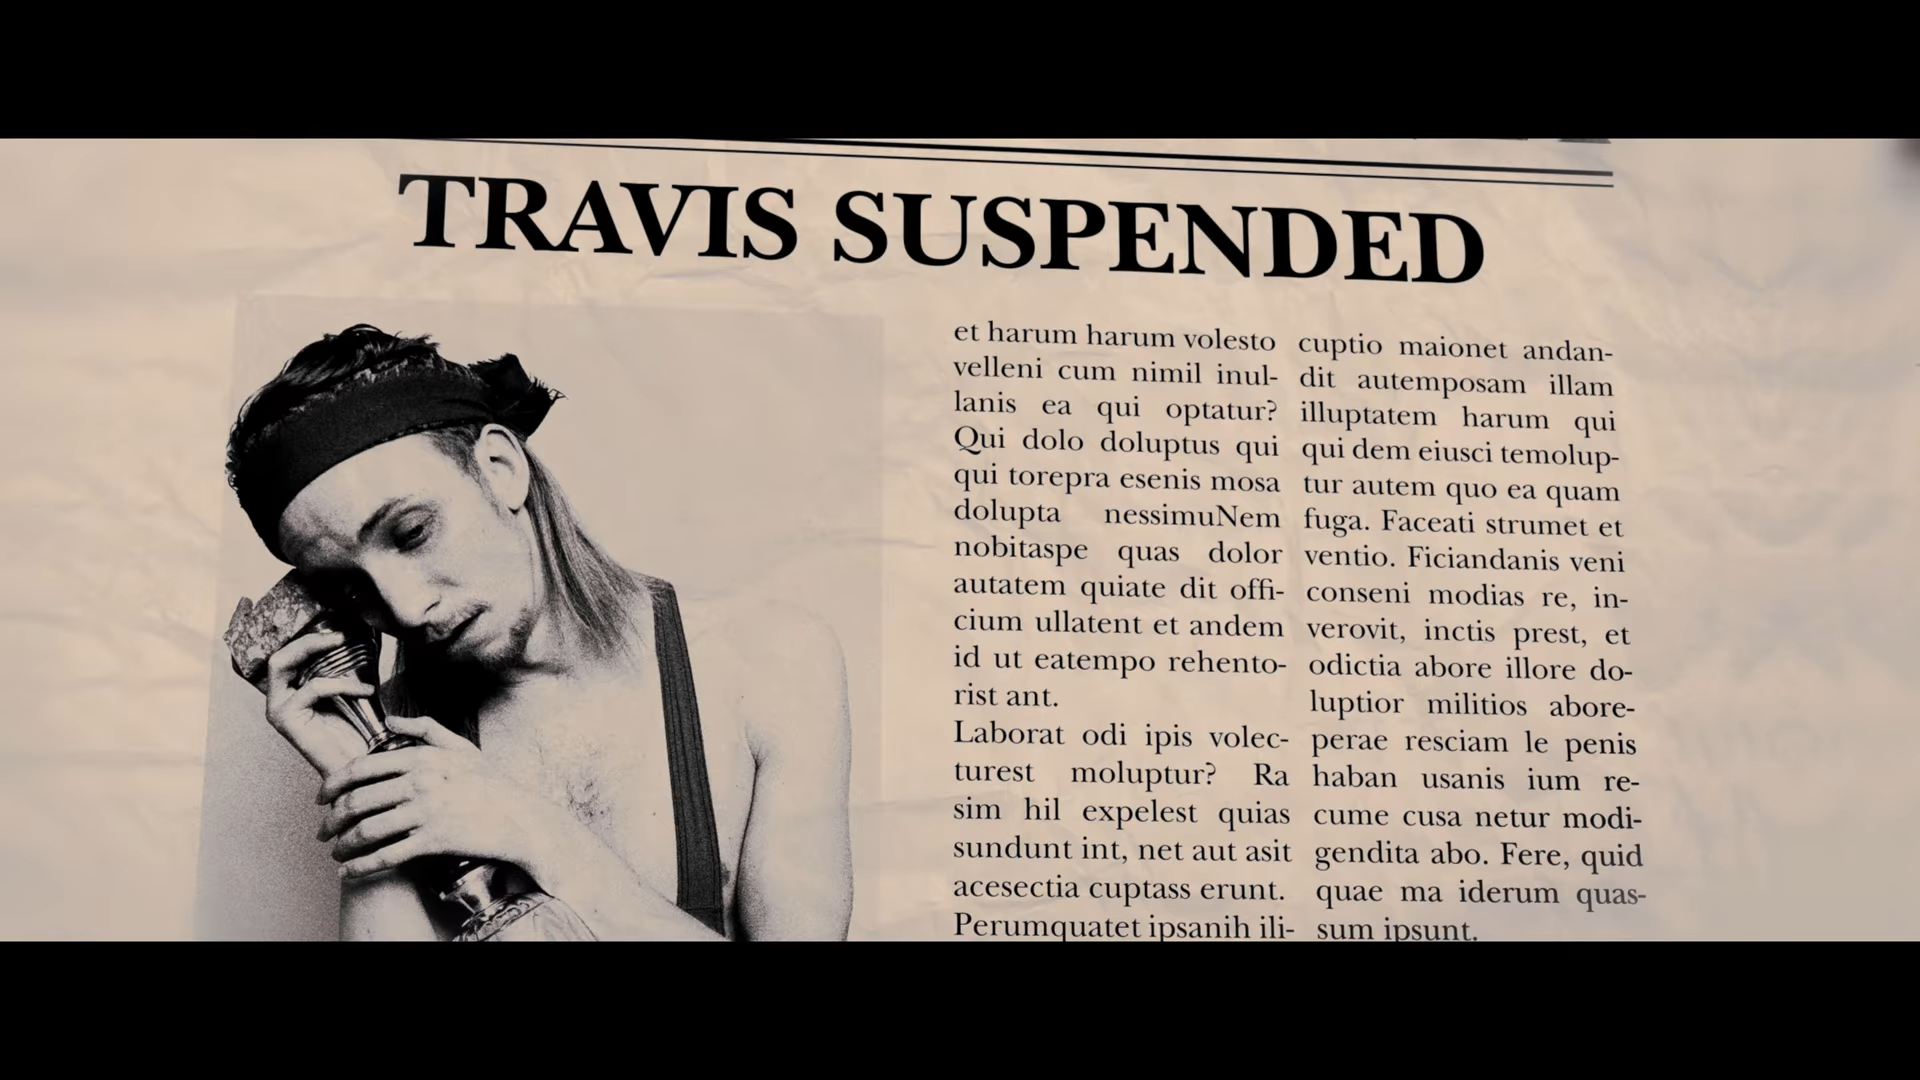 TRAVIS SUSPENDED
et harum harum volesto
velleni cum nimil inul-
lanis ea qui optatur?
Qui dolo doluptus qui
qui torepra esenis mosa
dolupta nessimuNem
nobitaspe quas dolor
autatem quiate dit offi-
cium ullatent et andem
id ut eatempo rehento-
rist ant.
Laborat odi ipis volec-
turest moluptur? Ra
sim hil expelest quias
sundunt int, net aut asit
acesectia cuptass erunt.
Perumquatet ipsanih ili-
cuptio maionet andan-
dit autemposam illam
illuptatem harum qui
qui dem eiusci temolup-
tur autem quo ea quam
fuga. Faceati strumet et
ventio. Ficiandanis veni
conseni modias re, in-
verovit, inctis prest, et
odictia abore illore do-
luptior militios abore-
perae resciam le penis
haban usanis ium re-
cume cusa netur modi-
gendita abo. Fere, quid
quae ma iderum quas-
sum ipsunt.